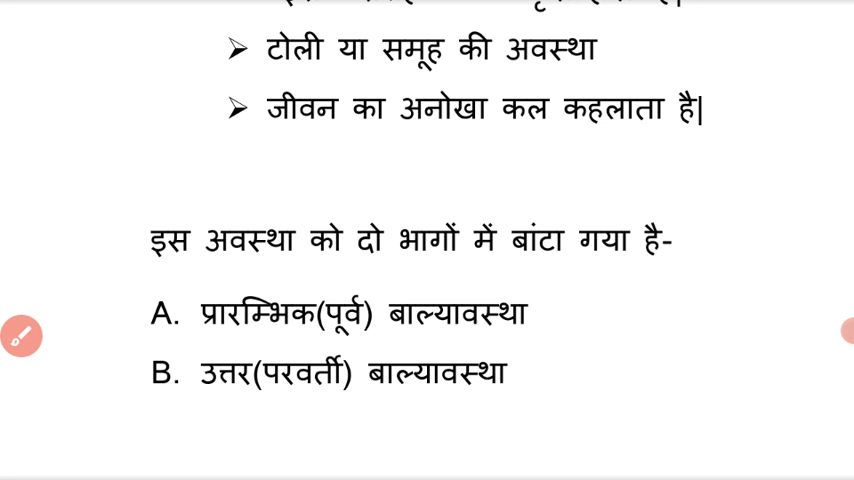 ➢ टोली या समूह की अवस्था
➢ जीवन का अनोखा कल कहलाता है|
इस अवस्था को दो भागों में बांटा गया है-
A. प्रारम्भिक(पूर्व) बाल्यावस्था
B. उत्तर(परवर्ती) बाल्यावस्था